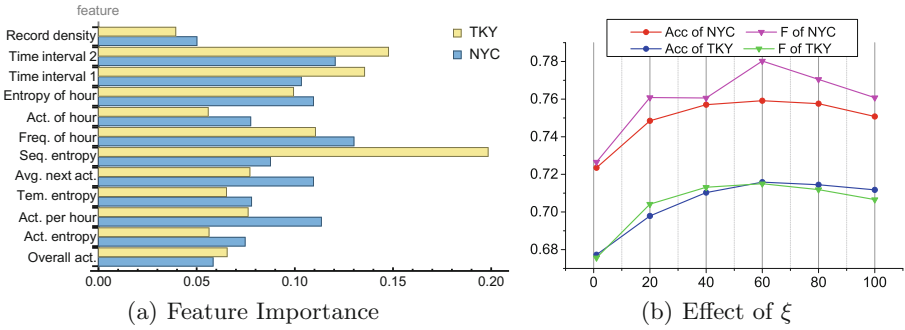 feature
Record density
Time interval 2
Time interval 1
Entropy of hour
Act. of hour
Freq. of hour
Seq. entropy
Avg. next act.
Tem. entropy
Act. per hour
Act. entropy
Overall act.
TKY
NYC
0.00 0.05 0.10 0.15 0.20
(a) Feature Importance
Acc of NYC F of NYC
Acc of TKY F of TKY
0.78
0.76
0.74
0.72
0.70
0.68
0 20 40 60 80 100
(b) Effect of ξ